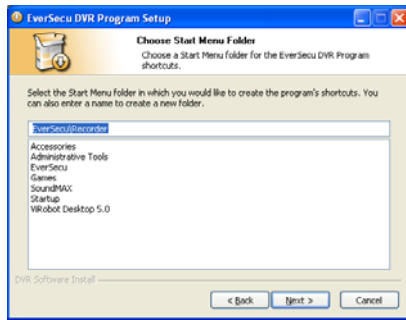 EverSecu DVR Program Setup
Choose Start Menu Folder
Choose a Start Menu folder for the EverSecu DVR Program
shortcuts.
Select the Start Menu folder in which you would like to create the program's shortcuts. You
can also enter a name to create a new folder.
EverSecu\Recorder
Accessories
Administrative Tools
EverSecu
Games
SoundMAX
Startup
ViRobot Desktop 5.0
DVR Software Install
< Back
Next >
Cancel